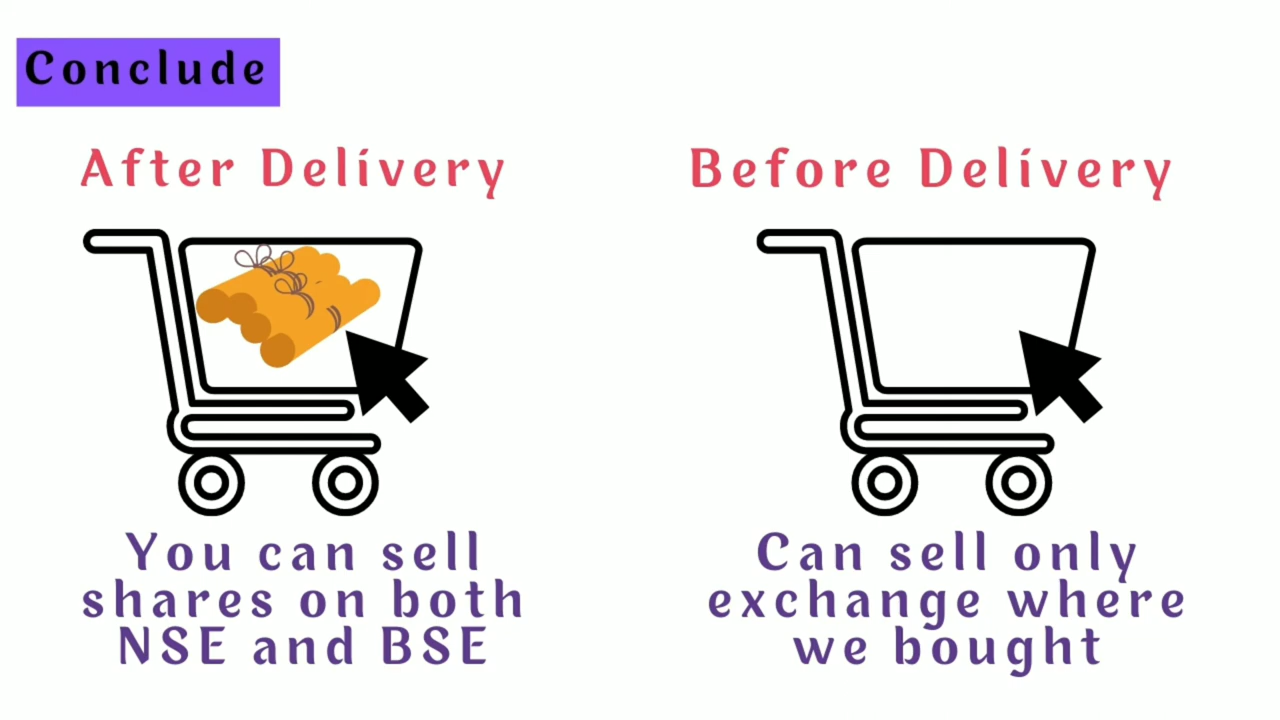 Conclude
After Delivery
You can sell
shares on both
NSE and BSE
Before Delivery
Can sell only
exchange where
we bought